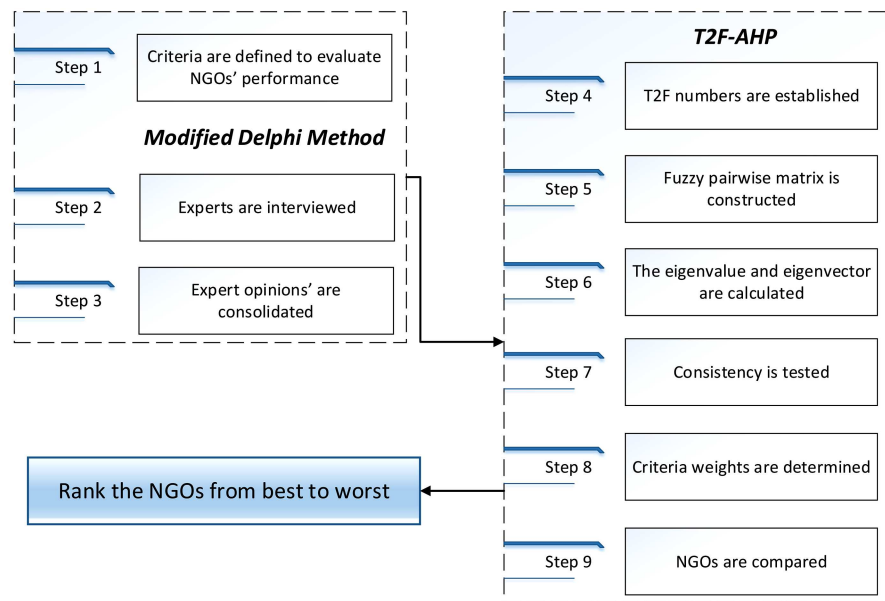 Step 1
Criteria are defined to evaluate
NGOs' performance
Modified Delphi Method
Step 2
Experts are interviewed
Step 3
Expert opinions' are
consolidated
T2F-AHP
Step 4
T2F numbers are established
Step 5
Fuzzy pairwise matrix is
constructed
Step 6
The eigenvalue and eigenvector
are calculated
Step 7
Consistency is tested
Step 8
Criteria weights are determined
Step 9
NGOs are compared
Rank the NGOs from best to worst